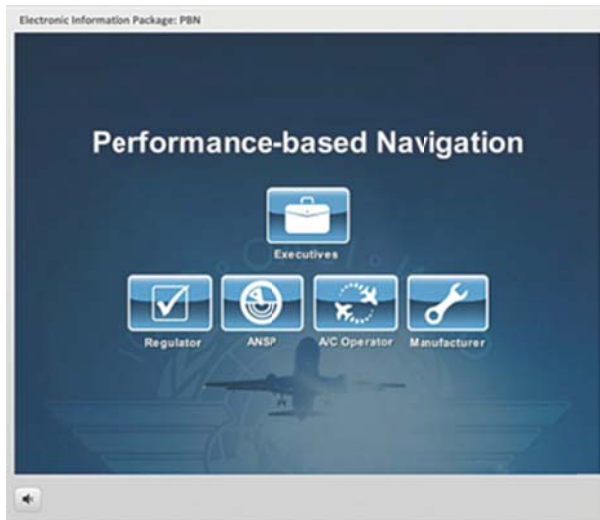 Electronic Information Package: PBN
Performance-based Navigation
Executives
Regulator ANSP A/C Operator Manufacturer